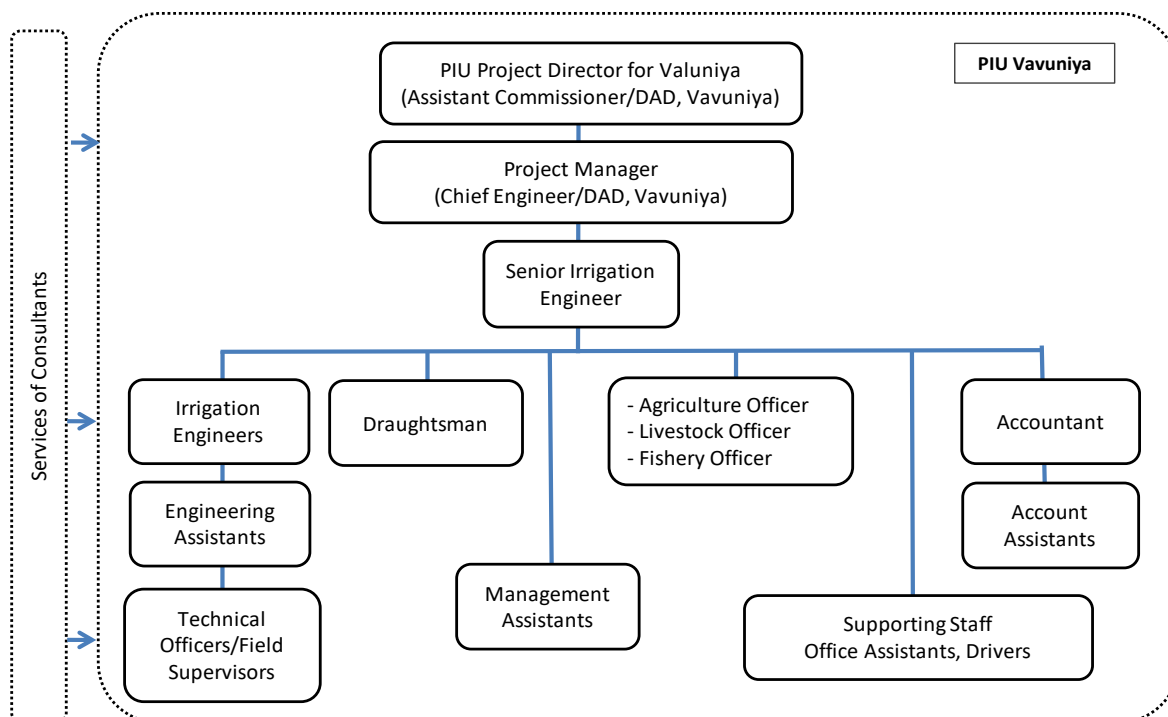 PIU Vavuniya
PIU Project Director for Valuniya
(Assistant Commissioner/DAD, Vavuniya)
Project Manager
(Chief Engineer/DAD, Vavuniya)
Senior Irrigation
Engineer
Services of Consultants
Irrigation
Engineers
Draughtsman
- Agriculture Officer
- Livestock Officer
- Fishery Officer
Accountant
Engineering
Assistants
Account
Assistants
Management
Assistants
Technical
Officers/Field
Supervisors
Supporting Staff
Office Assistants, Drivers